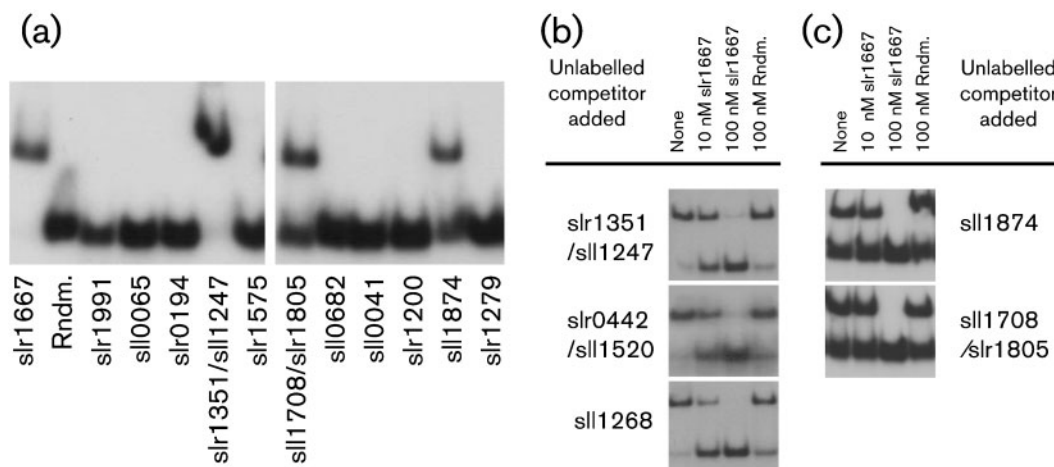 (a)
slr1667
Rndm.
slr1991
sll0065
slr0194
slr1351/sll1247
slr1575
sll1708/slr1805
sll0682
sll0041
slr1200
sll1874
slr1279
(b)
Unlabelled
competitor
added
None
10 nM slr1667
100 nM slr1667
100 nM Rndm.
slr1351
/sll1247
slr0442
/sll1520
sll1268
(c)
None
10 nM slr1667
100 nM slr1667
100 nM Rndm.
Unlabelled
competitor
added
sll1874
sll1708
/slr1805